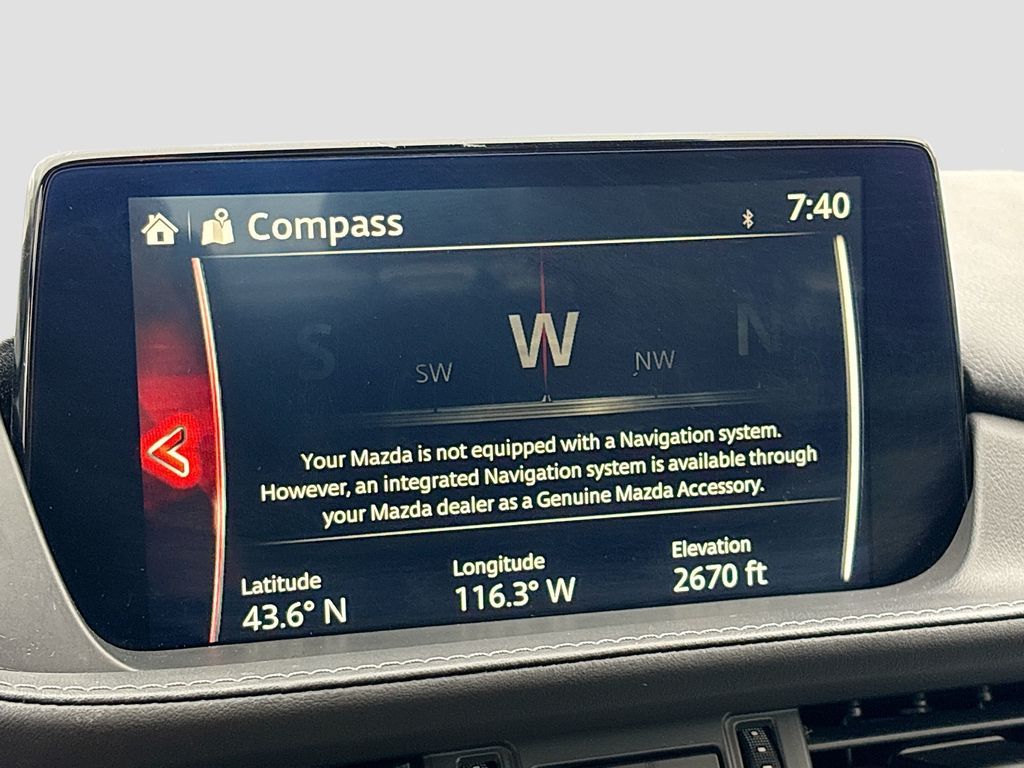 Compass
7:40
S SW W NW N
Your Mazda is not equipped with a Navigation system.
However, an integrated Navigation system is available through
your Mazda dealer as a Genuine Mazda Accessory.
Latitude Longitude Elevation
43.6° N 116.3° W 2670 ft